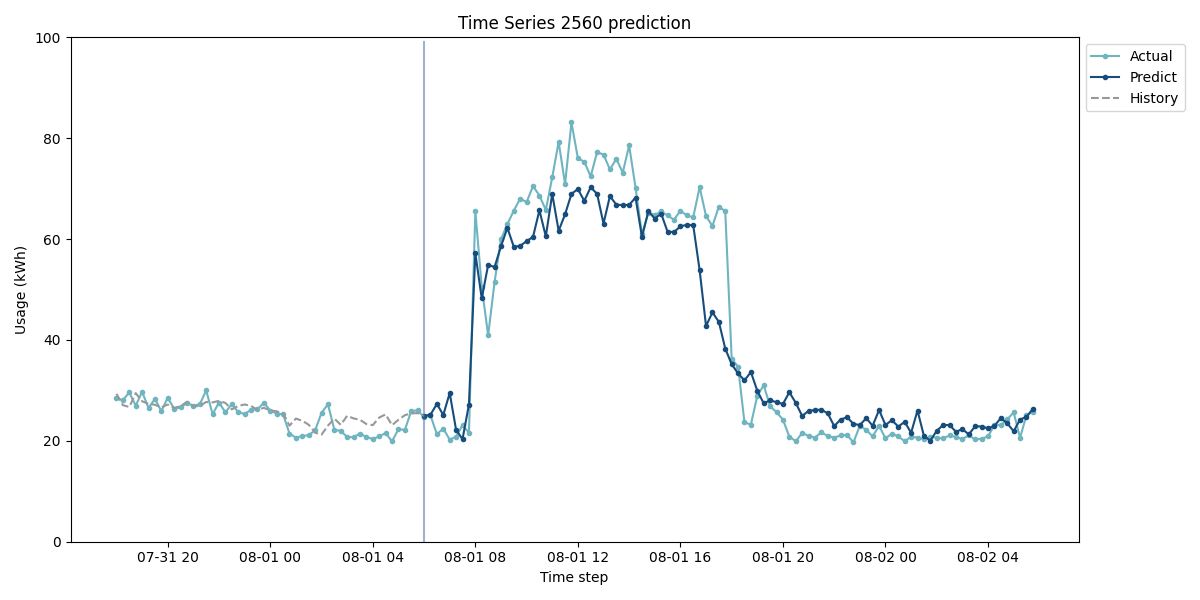 Time Series 2560 prediction
100
80
60
40
20
0
Usage (kWh)
07-31 20
08-01 00
08-01 04
08-01 08
08-01 12
08-01 16
08-01 20
08-02 00
08-02 04
Time step
Actual
Predict
History